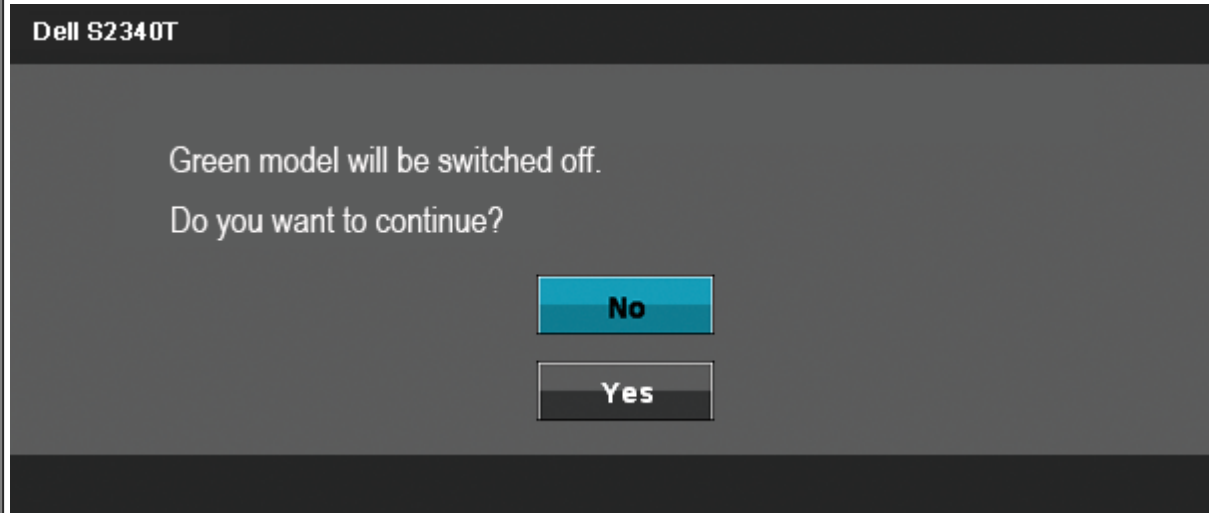 Dell S2340T
Green model will be switched off.
Do you want to continue?
No
Yes